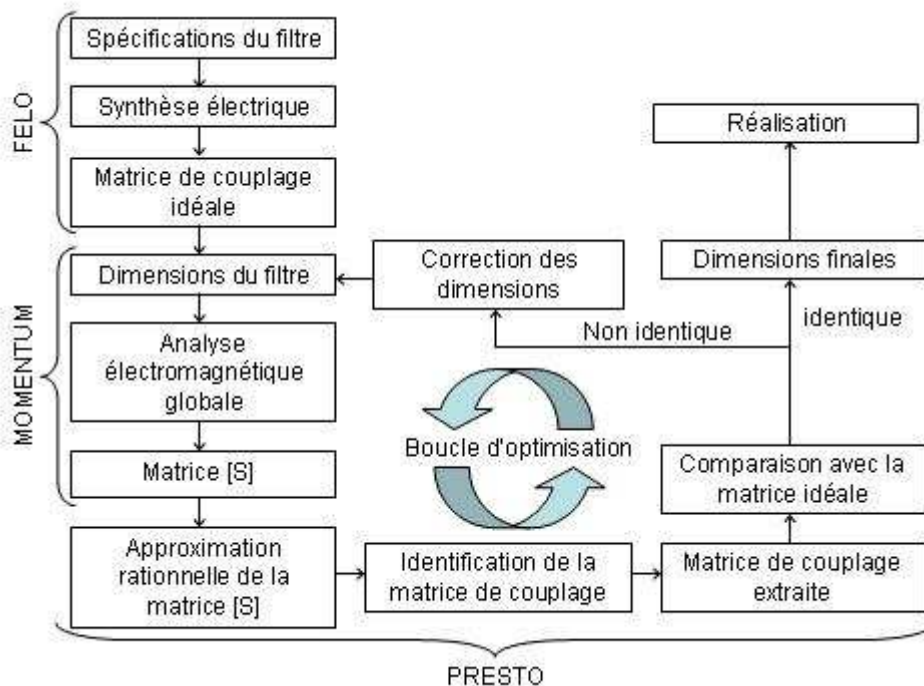 FELO
Spécifications du filtre
Synthèse électrique
Matrice de couplage
idéale
MOMENTUM
Dimensions du filtre
Analyse
électromagnétique
globale
Matrice [S]
Approximation
rationnelle de la
matrice [S]
Identification de la
matrice de couplage
Matrice de couplage
extraite
Comparaison avec la
matrice idéale
Non identique
identique
Correction des
dimensions
Boucle d'optimisation
Dimensions finales
Réalisation
PRESTO